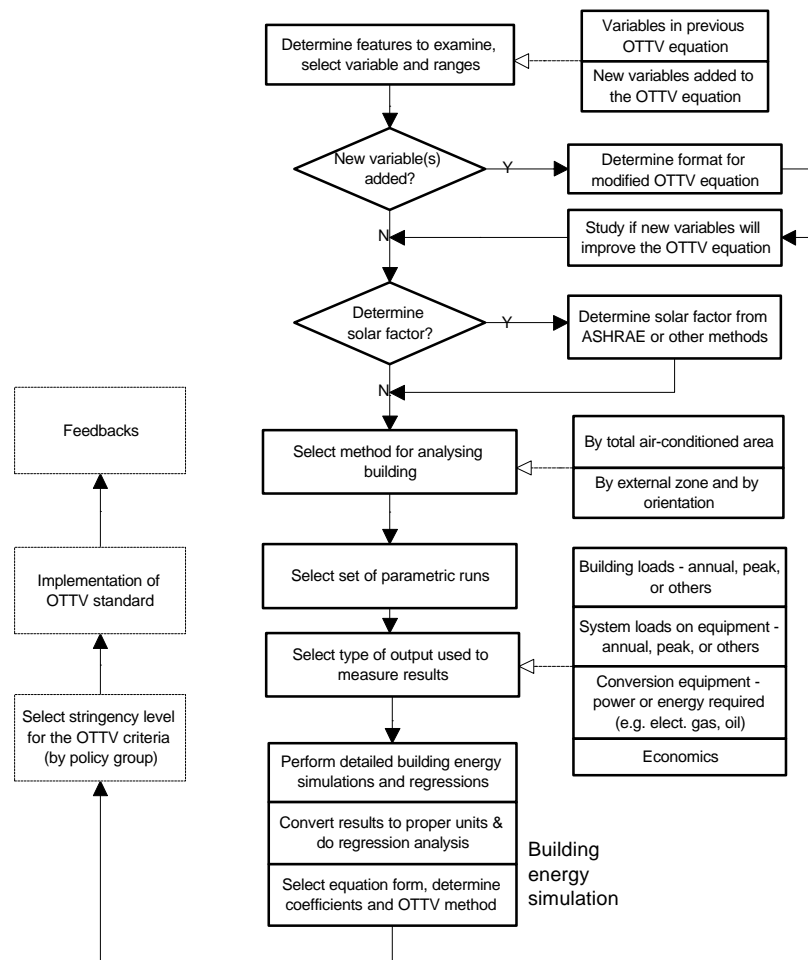 Determine features to examine,
select variable and ranges
Variables in previous
OTTV equation
New variables added to
the OTTV equation
New variable(s)
added?
Y
Determine format for
modified OTTV equation
N
Study if new variables will
improve the OTTV equation
Determine
solar factor?
Y
Determine solar factor from
ASHRAE or other methods
N
Feedbacks
Select method for analysing
building
By total air-conditioned area
By external zone and by
orientation
Implementation of
OTTV standard
Select set of parametric runs
Building loads - annual, peak,
or others
Select type of output used to
measure results
System loads on equipment -
annual, peak, or others
Conversion equipment -
power or energy required
(e.g. elect. gas, oil)
Economics
Select stringency level
for the OTTV criteria
(by policy group)
Perform detailed building energy
simulations and regressions
Convert results to proper units &
do regression analysis
Select equation form, determine
coefficients and OTTV method
Building
energy
simulation